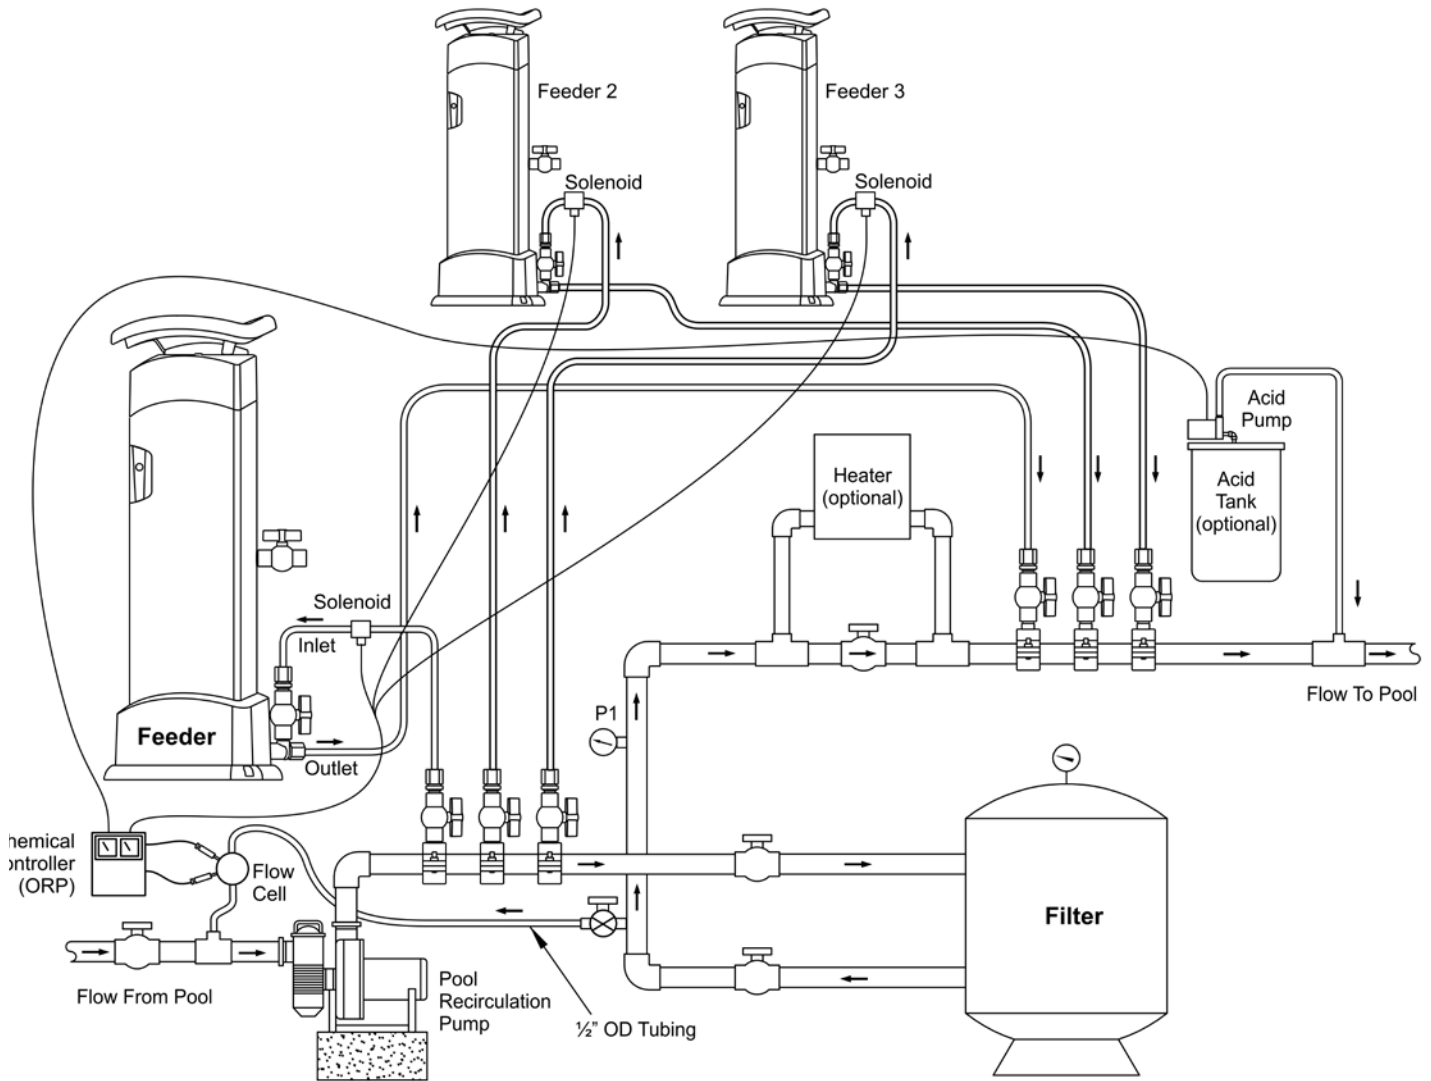 Feeder 2
Feeder 3
Solenoid
Solenoid
Acid
Pump
Heater
(optional)
Acid
Tank
(optional)
Solenoid
Inlet
Flow To Pool
P1
Feeder
Outlet
hemical
ontroller
(ORP)
Flow
Cell
Filter
Flow From Pool
Pool
Recirculation
Pump
½” OD Tubing